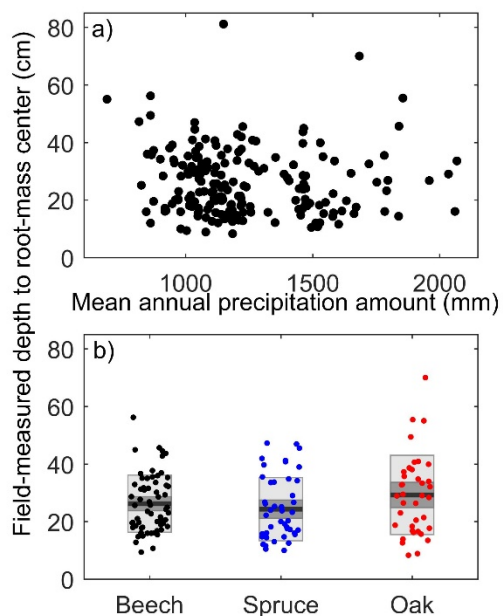 Field-measured depth to root-mass center (cm)
a)
80
60
40
20
0
1000
1500
2000
Mean annual precipitation amount (mm)
b)
80
60
40
20
0
Beech
Spruce
Oak